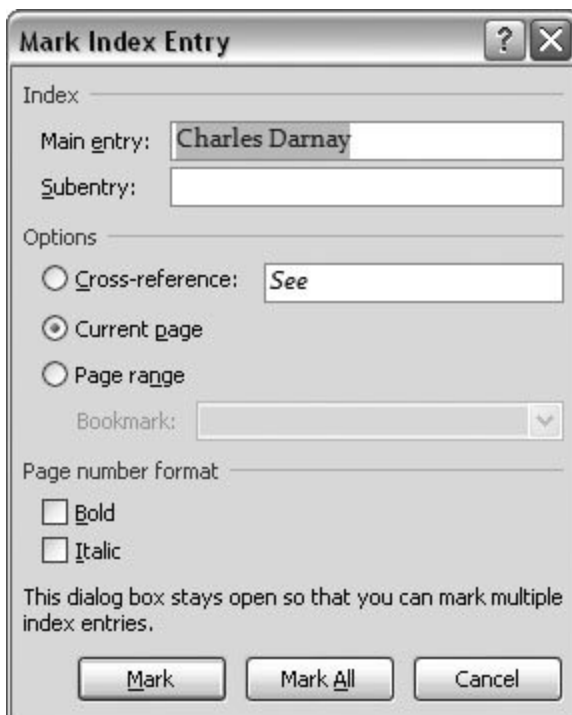 Mark Index Entry
Index
Main entry: Charles Darnay
Subentry:
Options
Cross-reference: See
Current page
Page range
Bookmark:
Page number format
Bold
Italic
This dialog box stays open so that you can mark multiple
index entries.
Mark Mark All Cancel